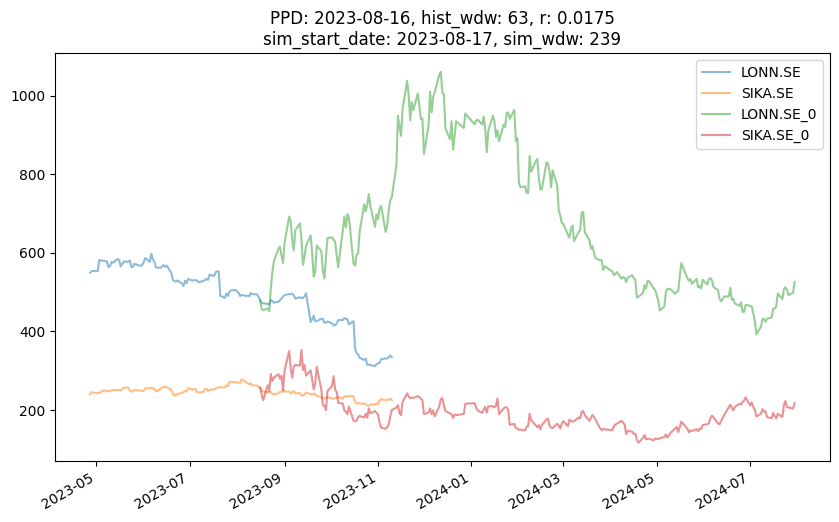 PPD: 2023-08-16, hist_wdw: 63, r: 0.0175
sim_start_date: 2023-08-17, sim_wdw: 239
LONN.SE
SIKA.SE
LONN.SE_0
SIKA.SE_0
1000
800
600
400
200
2023-05
2023-07
2023-09
2023-11
2024-01
2024-03
2024-05
2024-07